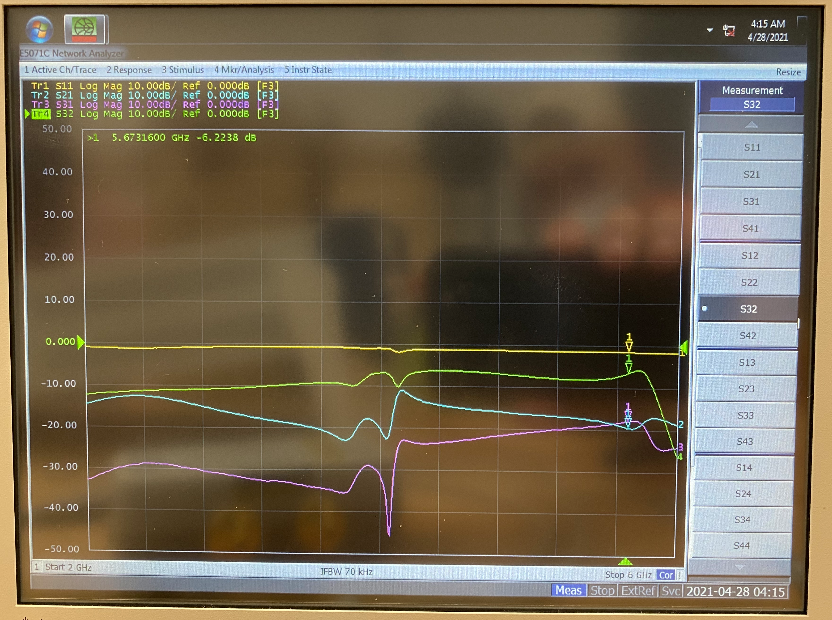 4:15 AM
4/28/2021
E5071C Network Analyzer
1 Active Ch/Trace 2 Response 3 Stimulus 4 Mkr/Analysis 5 Instr State
Resize
Tr1 S11 Log Mag 10.00dB/ Ref 0.000dB [F3]
Tr2 S21 Log Mag 10.00dB/ Ref 0.000dB [F3]
Tr3 S31 Log Mag 10.00dB/ Ref 0.000dB [F3]
Tr4 S32 Log Mag 10.00dB/ Ref 0.000dB [F3]
50.00
>1 5.6731600 GHz -6.2238 dB
40.00
30.00
20.00
10.00
0.000
-10.00
-20.00
-30.00
-40.00
-50.00
1
1
1
1
2
3
4
1 Start 2 GHz
IFBW 70 kHz
Stop 6 GHz Cor !
Measurement
S32
S11
S21
S31
S41
S12
S22
S32
S42
S13
S23
S33
S43
S14
S24
S34
S44
Meas Stop ExtRef Svc 2021-04-28 04:15